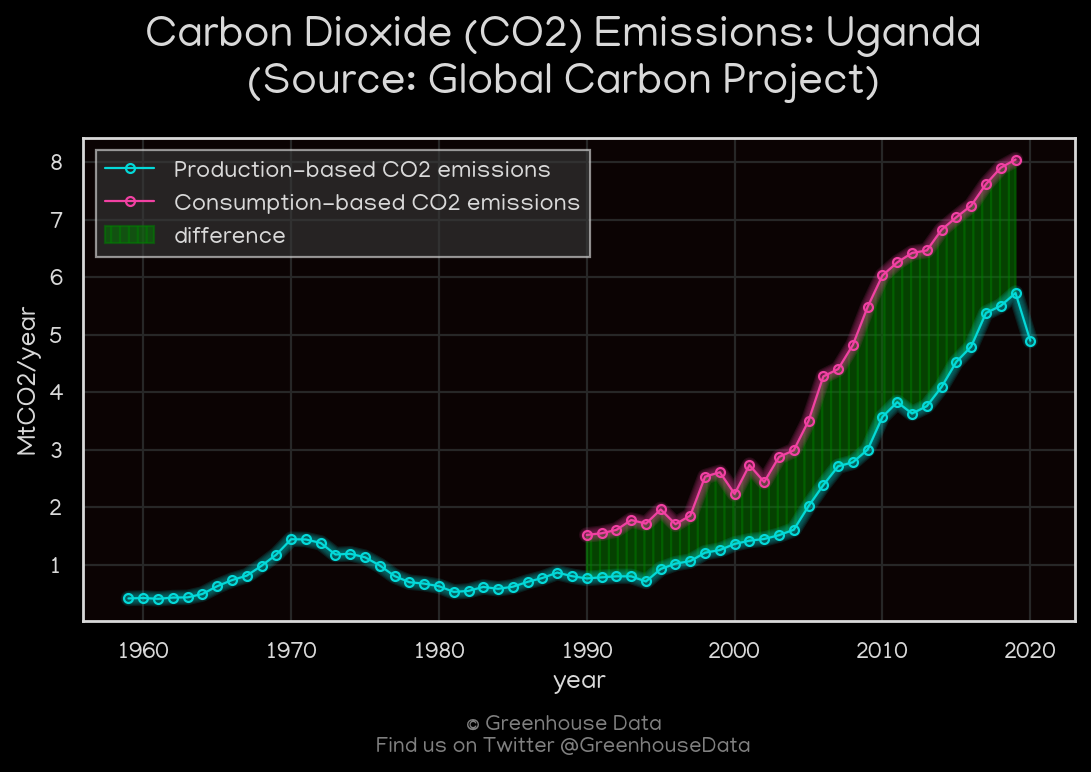 Carbon Dioxide (CO2) Emissions: Uganda
(Source: Global Carbon Project)
Production-based CO2 emissions
Consumption-based CO2 emissions
difference
8
7
6
5
4
3
2
1
MtCO2/year
1960 1970 1980 1990 2000 2010 2020
year
© Greenhouse Data
Find us on Twitter @GreenhouseData